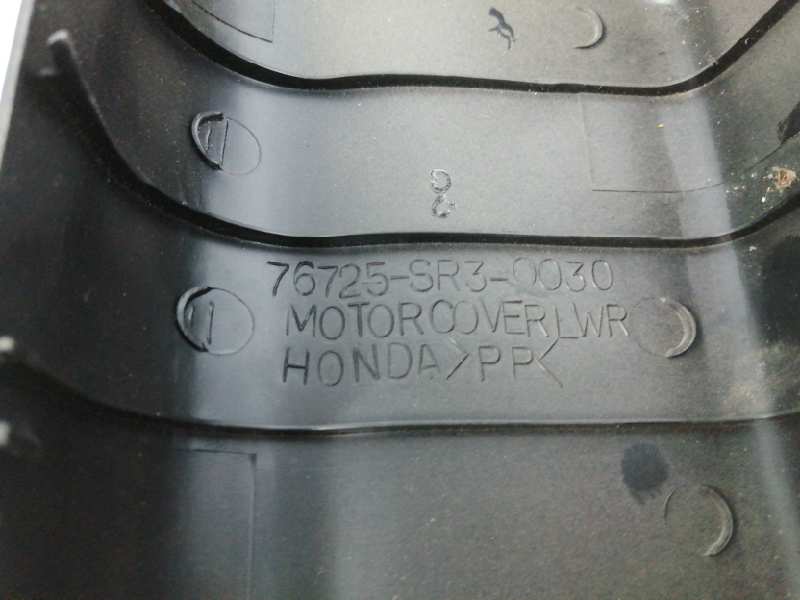 76725-SR3-0030
MOTOR COVER LWR
HONDA >PP<